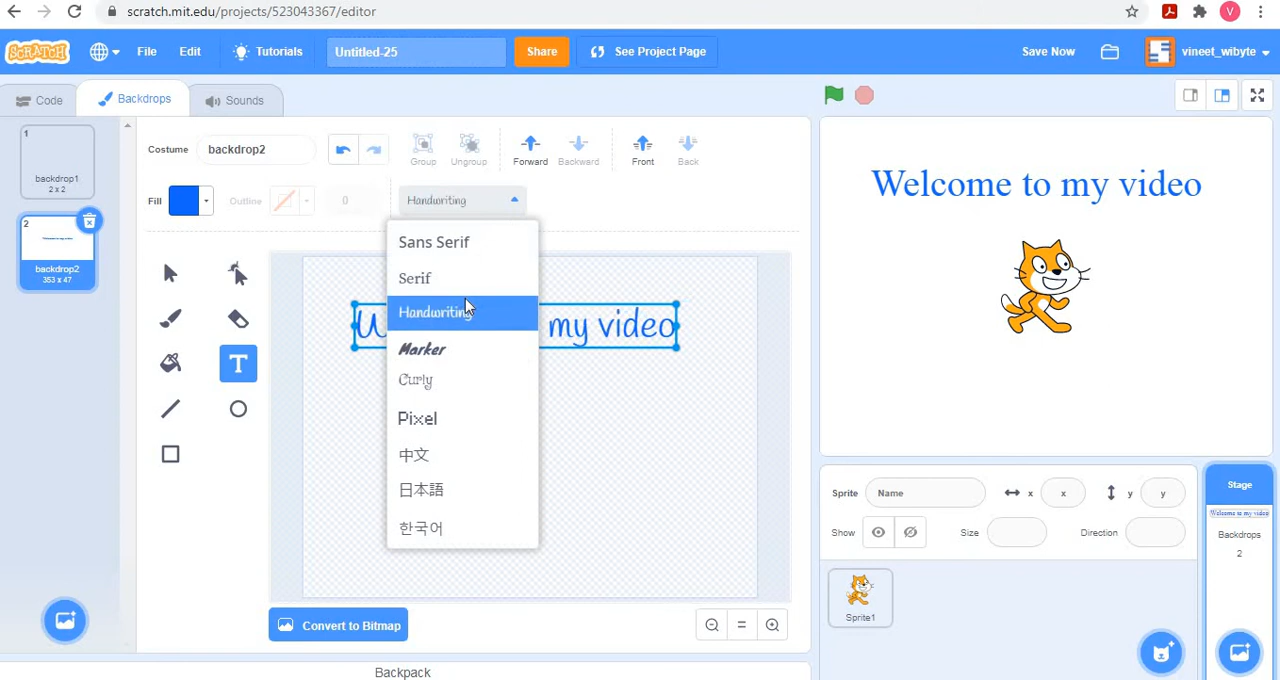 scratch.mit.edu/projects/523043367/editor
V
SCRATCH
File
Edit
Tutorials
Untitled-25
Share
See Project Page
Save Now
vineet_wibyte
Code
Backdrops
Sounds
1
backdrop1
2 x 2
2
backdrop2
353 x 47
Costume
backdrop2
Group
Ungroup
Forward
Backward
Front
Back
Fill
Outline
0
Handwriting
Sans Serif
Serif
Handwriting
Marker
Curly
Pixel
中文
日本語
한국어
my video
T
Convert to Bitmap
Backpack
Welcome to my video
Sprite
Name
x
x
y
y
Show
Size
Direction
Sprite1
Stage
Welcome to my video
Backdrops
2